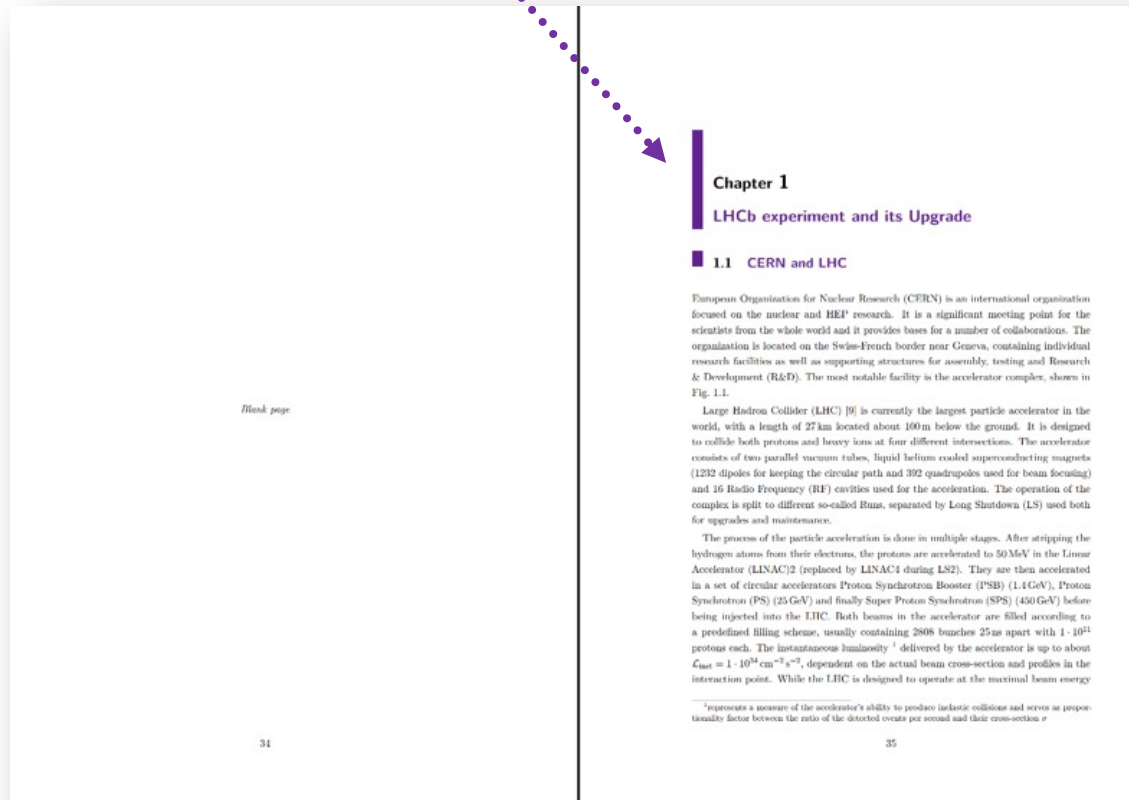 Blank page
34
Chapter 1
LHCb experiment and its Upgrade
1.1 CERN and LHC
European Organization for Nuclear Research (CERN) is an international organization
focused on the nuclear and HEP research. It is a significant meeting point for the
scientists from the whole world and it provides bases for a number of collaborations. The
organization is located on the Swiss-French border near Geneva, containing individual
research facilities as well as supporting structures for assembly, testing and Research
& Development (R&D). The most notable facility is the accelerator complex, shown in
Fig. 1.1.
Large Hadron Collider (LHC) [9] is currently the largest particle accelerator in the
world, with a length of 27 km located about 100 m below the ground. It is designed
to collide both protons and heavy ions at four different intersections. The accelerator
consists of two parallel vacuum tubes, liquid helium cooled superconducting magnets
(1232 dipoles for keeping the circular path and 392 quadrupoles used for beam focusing)
and 16 Radio Frequency (RF) cavities used for the acceleration. The operation of the
complex is split to different so-called Runs, separated by Long Shutdown (LS) used both
for upgrades and maintenance.
The process of the particle acceleration is done in multiple stages. After stripping the
hydrogen atoms from their electrons, the protons are accelerated to 50 MeV in the Linear
Accelerator (LINAC)2 (replaced by LINAC4 during LS2). They are then accelerated
in a set of circular accelerators Proton Synchrotron Booster (PSB) (1.4 GeV), Proton
Synchrotron (PS) (25 GeV) and finally Super Proton Synchrotron (SPS) (450 GeV) before
being injected into the LHC. Both beams in the accelerator are filled according to
a predefined filling scheme, usually containing 2808 bunches 25 ns apart with 1 · 10
protons each. The instantaneous luminosity ¹ delivered by the accelerator is up to about
= 1 · 10³⁴ cm⁻² , dependent on the actual beam cross-section and profiles in the
interaction point. While the LHC is designed to operate at the maximal beam energy
¹represents a measure of the accelerator's ability to produce inelastic collisions and serves as propor-
tionality factor between the ratio of the detected events per second and their cross-section σ
35